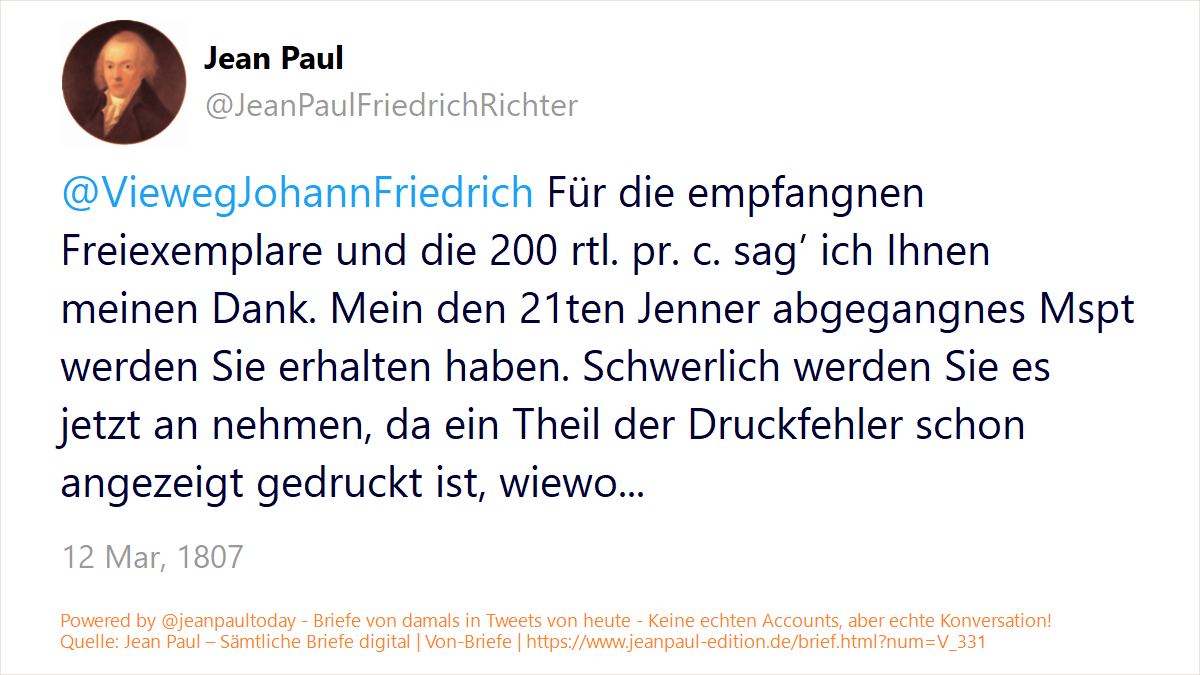 Jean Paul
@JeanPaulFriedrichRichter
@ViewegJohannFriedrich Für die empfangnen
Freiexemplare und die 200 rtl. pr. c. sag’ ich Ihnen
meinen Dank. Mein den 21ten Jenner abgegangnes Mspt
werden Sie erhalten haben. Schwerlich werden Sie es
jetzt an nehmen, da ein Theil der Druckfehler schon
angezeigt gedruckt ist, wiewo...
12 Mar, 1807
Powered by @jeanpaultoday - Briefe von damals in Tweets von heute - Keine echten Accounts, aber echte Konversation!
Quelle: Jean Paul – Sämtliche Briefe digital | Von-Briefe | https://www.jeanpaul-edition.de/brief.html?num=V_331